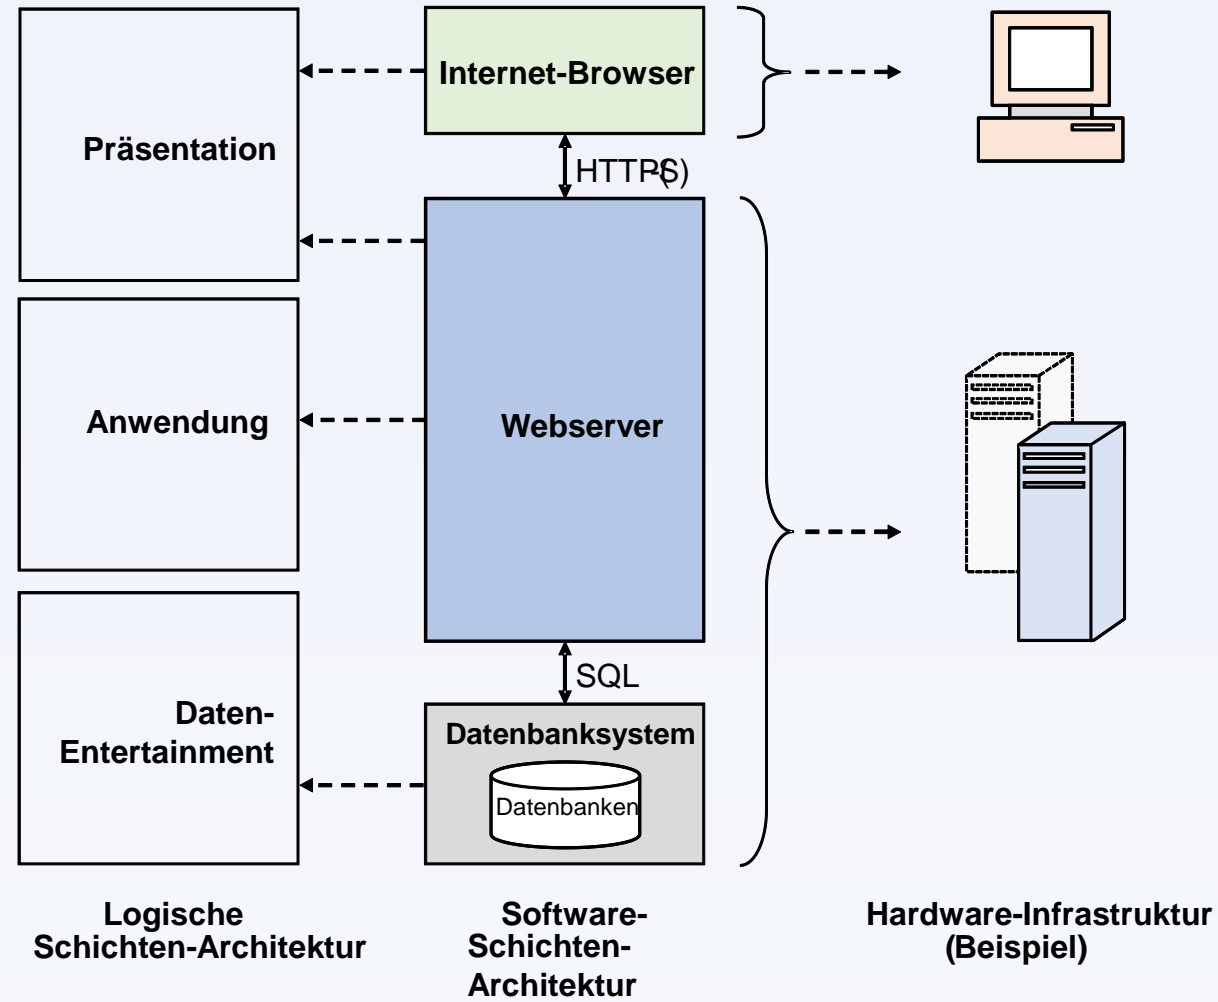 Internet-Browser
Präsentation
HTTP(-S)
Anwendung
Webserver
SQL
Daten-
Entertainment
Datenbanksystem
Datenbanken
Logische
Schichten-Architektur
Software-
Schichten-
Architektur
Hardware-Infrastruktur
(Beispiel)